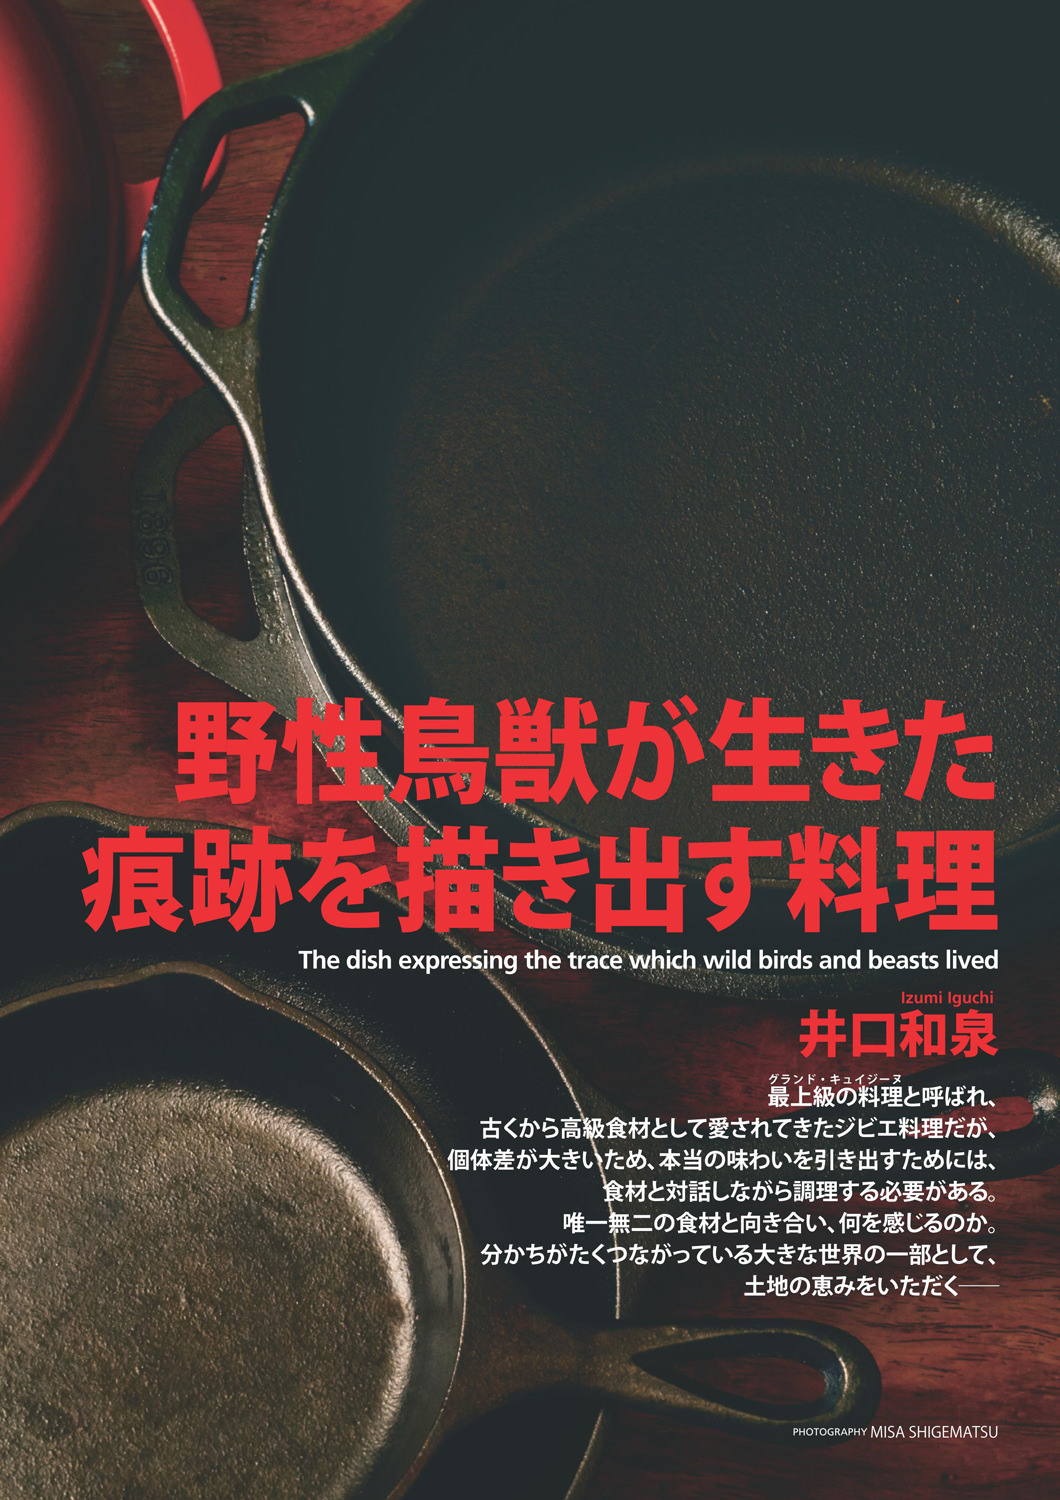 1896
野性鳥獣が生きた
痕跡を描き出す料理
The dish expressing the trace which wild birds and beasts lived
Izumi Iguchi
井口和泉
グランド・キュイジーヌ
最上級の料理と呼ばれ、
古くから高級食材として愛されてきたジビエ料理だが、
個体差が大きいため、本当の味わいを引き出すためには、
食材と対話しながら調理する必要がある。
唯一無二の食材と向き合い、何を感じるのか。
分かちがたくつながっている大きな世界の一部として、
土地の恵みをいただく——
PHOTOGRAPHY MISA SHIGEMATSU